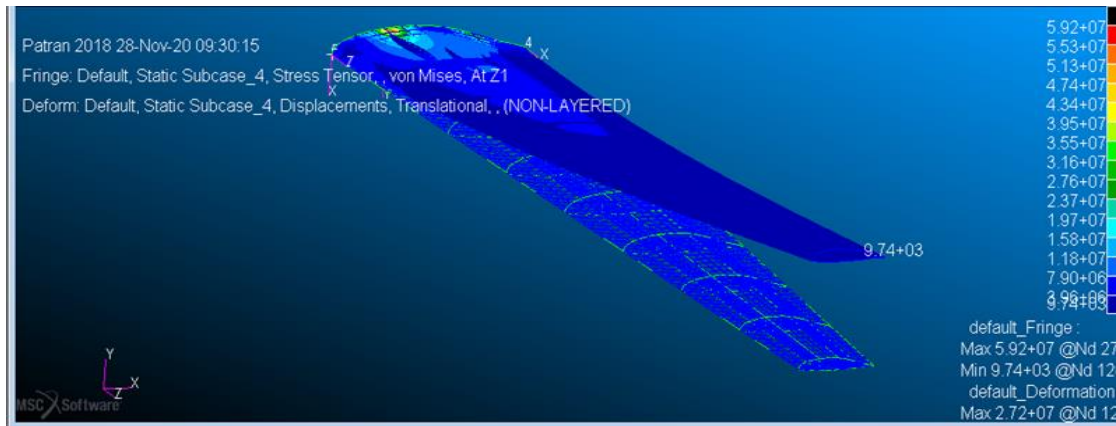 Patran 2018 28-Nov-20 09:30:15
Fringe: Default, Static Subcase_4, Stress Tensor, , von Mises, At Z1
Deform: Default, Static Subcase_4, Displacements, Translational, , (NON-LAYERED)
Z
X
Y
4
X
5.92+07
5.53+07
5.13+07
4.74+07
4.34+07
3.95+07
3.55+07
3.16+07
2.76+07
2.37+07
1.97+07
1.58+07
1.18+07
7.90+06
3.96+06
9.74+03
9.74+03
default_Fringe :
Max 5.92+07 @Nd 27
Min 9.74+03 @Nd 12
default_Deformation
Max 2.72+07 @Nd 12
Y
X
Z
MSC Software